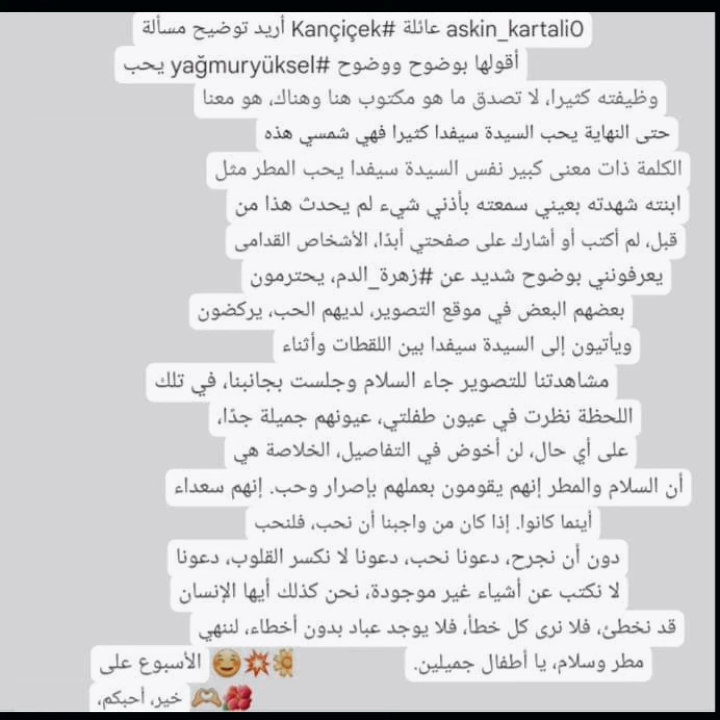 askin_kartali0 عائلة #Kançiçek أريد توضيح مسألة
أقولها بوضوح ووضوح #yağmuryüksel يحب
وظيفته كثيرا، لا تصدق ما هو مكتوب هنا وهناك، هو معنا
حتى النهاية يحب السيدة سيفدا كثيرا فهي شمسي هذه
الكلمة ذات معنى كبير نفس السيدة سيفدا يحب المطر مثل
ابنته شهدته بعيني سمعته بأذني شيء لم يحدث هذا من
قبل، لم أكتب أو أشارك على صفحتي أبدًا، الأشخاص القدامى
يعرفونني بوضوح شديد عن #زهرة_الدم، يحترمون
بعضهم البعض في موقع التصوير، لديهم الحب، يركضون
ويأتيون إلى السيدة سيفدا بين اللقطات وأثناء
مشاهدتنا للتصوير جاء السلام وجلست بجانبنا، في تلك
اللحظة نظرت في عيون طفلتي، عيونهم جميلة جدًا،
على أي حال، لن أخوض في التفاصيل، الخلاصة هي
أن السلام والمطر إنهم يقومون بعملهم بإصرار وحب. إنهم سعداء
أينما كانوا. إذا كان من واجبنا أن نحب، فلنحب
دون أن نجرح، دعونا نحب، دعونا لا نكسر القلوب، دعونا
لا نكتب عن أشياء غير موجودة، نحن كذلك أيها الإنسان
قد نخطئ، فلا نرى كل خطأ، فلا يوجد عباد بدون أخطاء، لننهي
مطر وسلام، يا أطفال جميلين. 🌼💥😏 الأسبوع على
🌺🫶 خير، أحبكم،